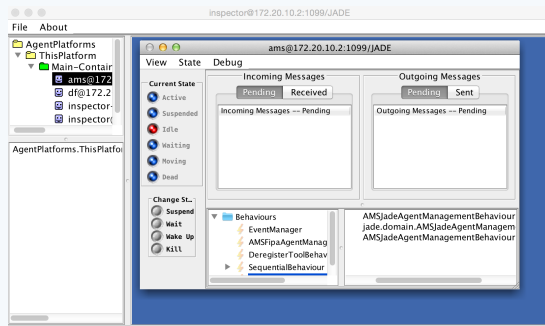 inspector@172.20.10.2:1099/JADE
File About
AgentPlatforms
ThisPlatform
Main-Contain
ams@172
df@172.2
inspector-
inspector(
AgentPlatforms.ThisPlatfor
ams@172.20.10.2:1099/JADE
View State Debug
Current State
Active
Suspended
Idle
Waiting
Moving
Dead
Change St…
Suspend
Wait
Wake Up
Kill
Incoming Messages
Pending Received
Incoming Messages -- Pending
Outgoing Messages
Pending Sent
Outgoing Messages -- Pending
Behaviours
EventManager
AMSFipaAgentManag
DeregisterToolBehav
SequentialBehaviour
AMSJadeAgentManagementBehaviour
jade.domain.AMSJadeAgentManagem
AMSJadeAgentManagementBehaviour